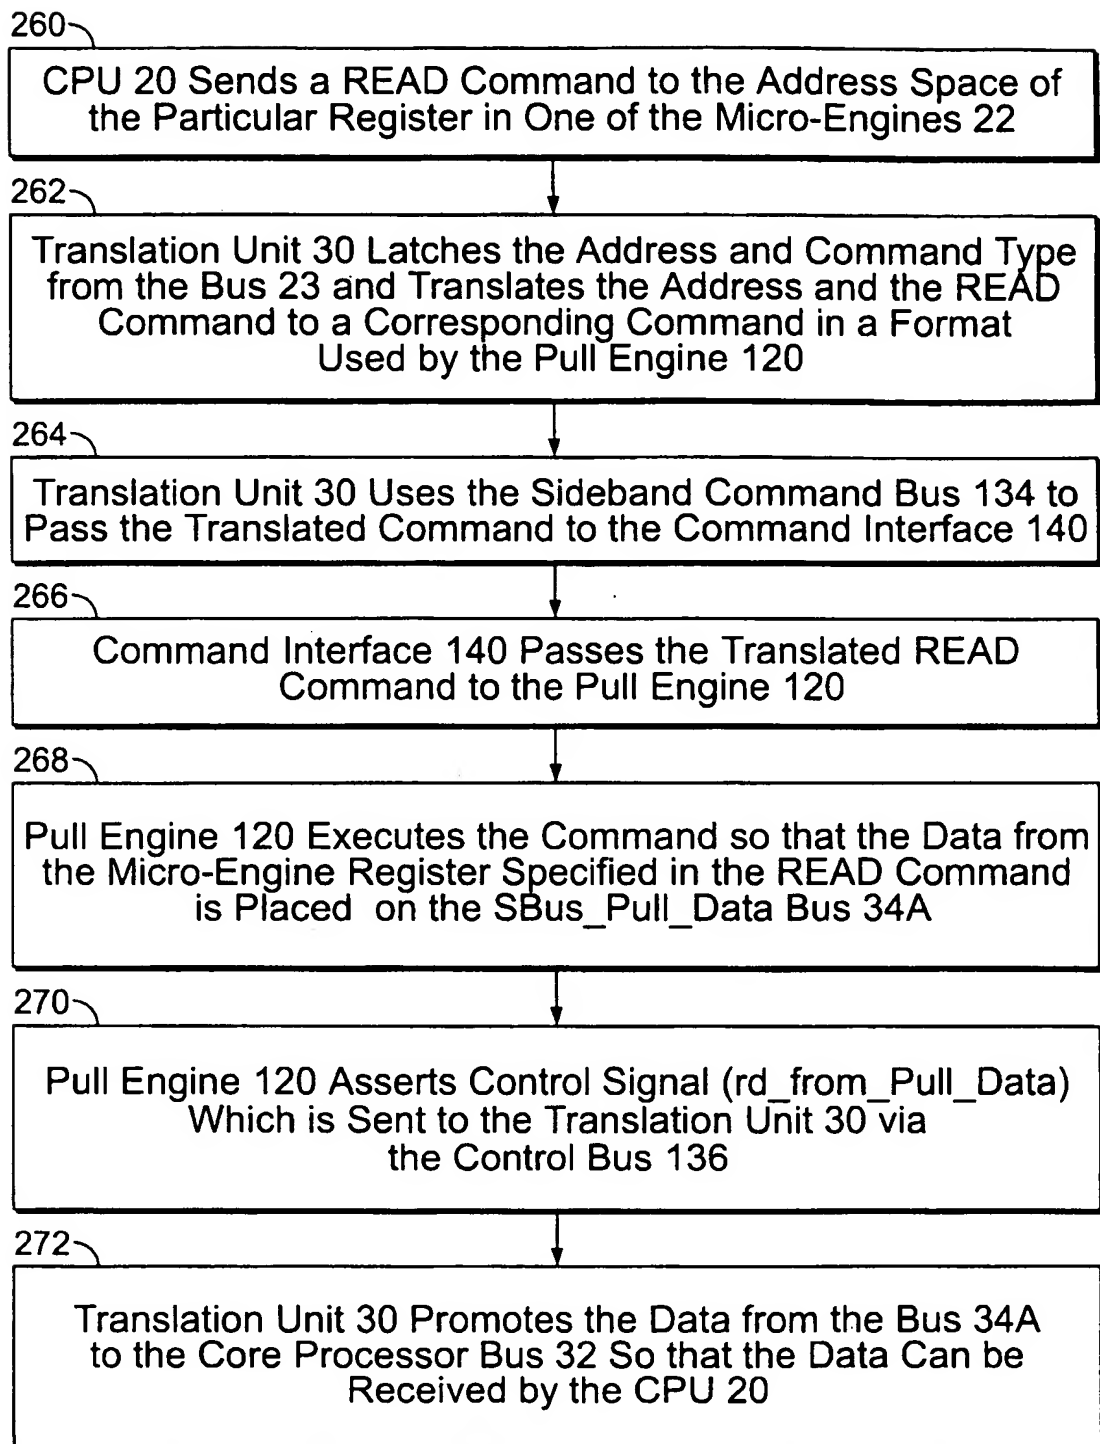 260
CPU 20 Sends a READ Command to the Address Space of
the Particular Register in One of the Micro-Engines 22
262
Translation Unit 30 Latches the Address and Command Type
from the Bus 23 and Translates the Address and the READ
Command to a Corresponding Command in a Format
Used by the Pull Engine 120
264
Translation Unit 30 Uses the Sideband Command Bus 134 to
Pass the Translated Command to the Command Interface 140
266
Command Interface 140 Passes the Translated READ
Command to the Pull Engine 120
268
Pull Engine 120 Executes the Command so that the Data from
the Micro-Engine Register Specified in the READ Command
is Placed on the SBus_Pull_Data Bus 34A
270
Pull Engine 120 Asserts Control Signal (rd_from_Pull_Data)
Which is Sent to the Translation Unit 30 via
the Control Bus 136
272
Translation Unit 30 Promotes the Data from the Bus 34A
to the Core Processor Bus 32 So that the Data Can be
Received by the CPU 20